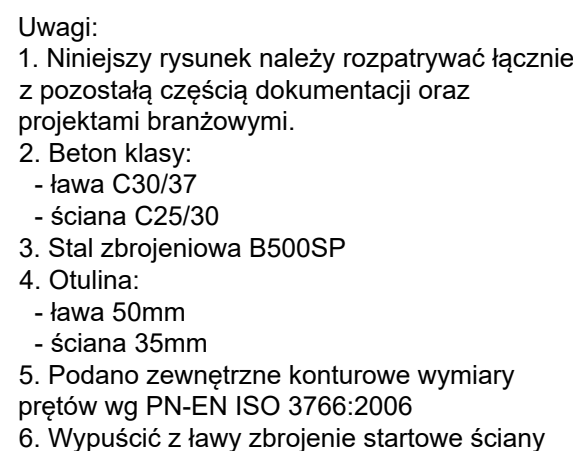 Uwagi:
1. Niniejszy rysunek należy rozpatrywać łącznie
z pozostałą częścią dokumentacji oraz
projektami branżowymi.
2. Beton klasy:
- ława C30/37
- ściana C25/30
3. Stal zbrojeniowa B500SP
4. Otulina:
- ława 50mm
- ściana 35mm
5. Podano zewnętrzne konturowe wymiary
prętów wg PN-EN ISO 3766:2006
6. Wypuścić z ławy zbrojenie startowe ściany